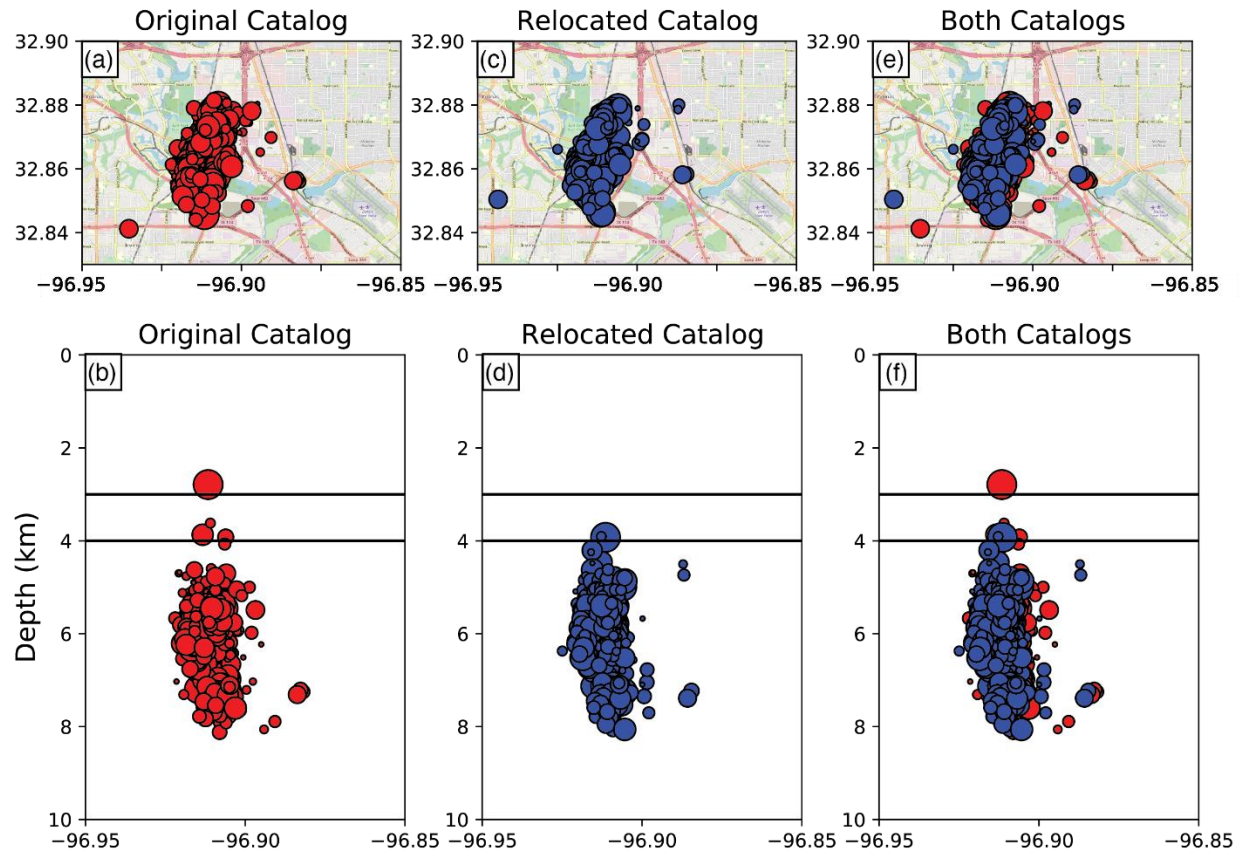 Original Catalog Relocated Catalog Both Catalogs
32.90 32.90 32.90
(a) (c) (e)
32.88 32.88 32.88
32.86 32.86 32.86
32.84 32.84 32.84
−96.95 −96.90 −96.85 −96.95 −96.90 −96.85 −96.95 −96.90 −96.85
Original Catalog Relocated Catalog Both Catalogs
0 0 0
(b) (d) (f)
2 2 2
4 4 4
Depth (km)
6 6 6
8 8 8
10 10 10
−96.95 −96.90 −96.85 −96.95 −96.90 −96.85 −96.95 −96.90 −96.85